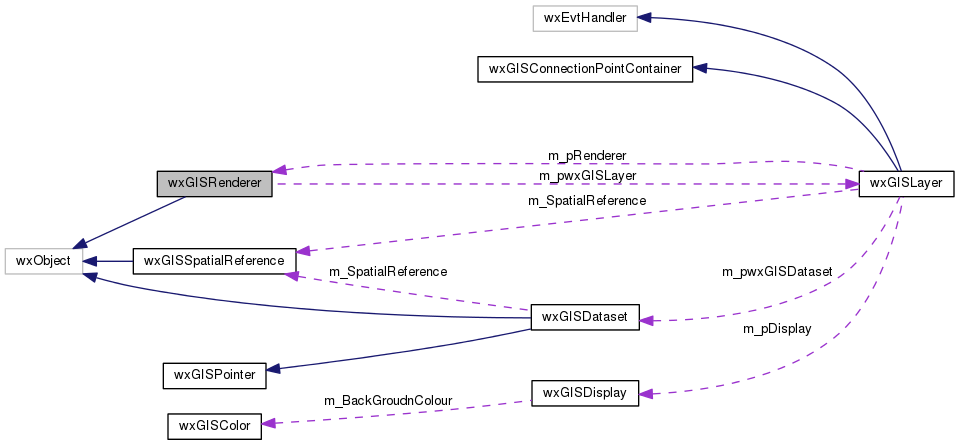 wxEvtHandler
wxGISConnectionPointContainer
m_pRenderer
wxGISRenderer
m_pwxGISLayer
wxGISLayer
m_SpatialReference
wxObject
wxGISSpatialReference
m_SpatialReference
m_pwxGISDataset
wxGISDataset
m_pDisplay
wxGISPointer
wxGISDisplay
m_BackGroudnColour
wxGISColor